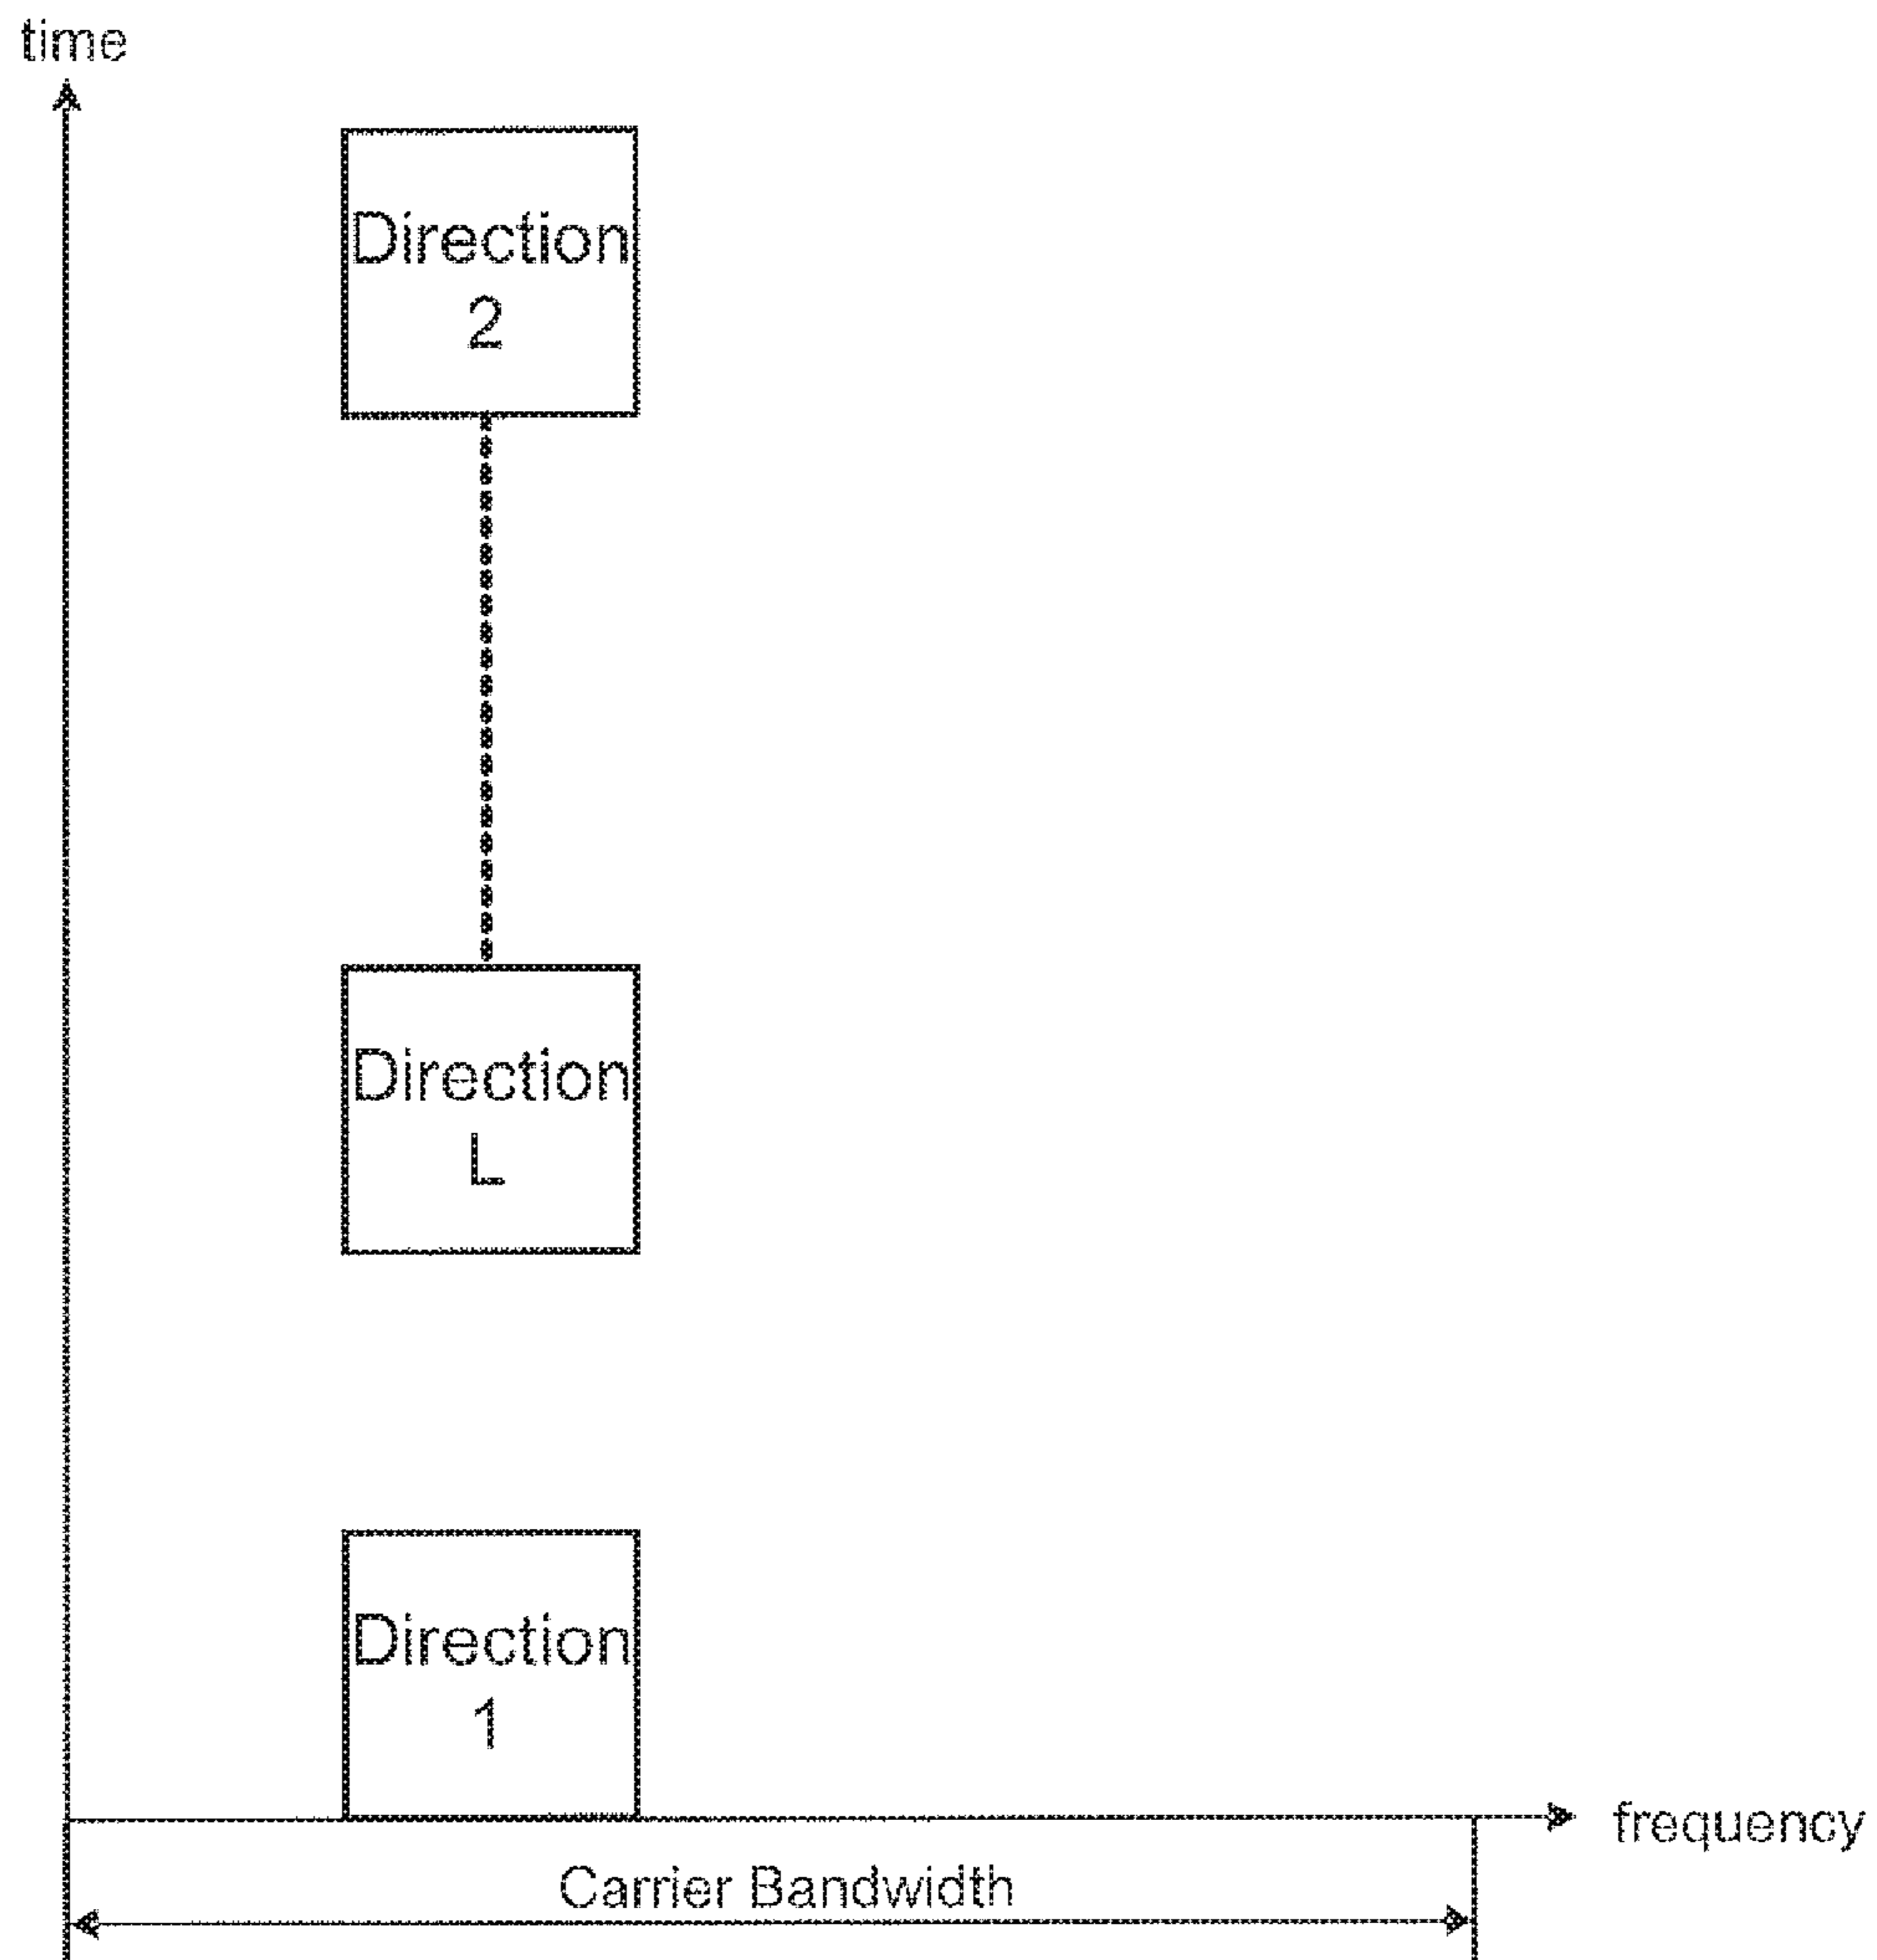 time
Direction
2
Direction
L
Direction
1
frequency
Carrier Bandwidth